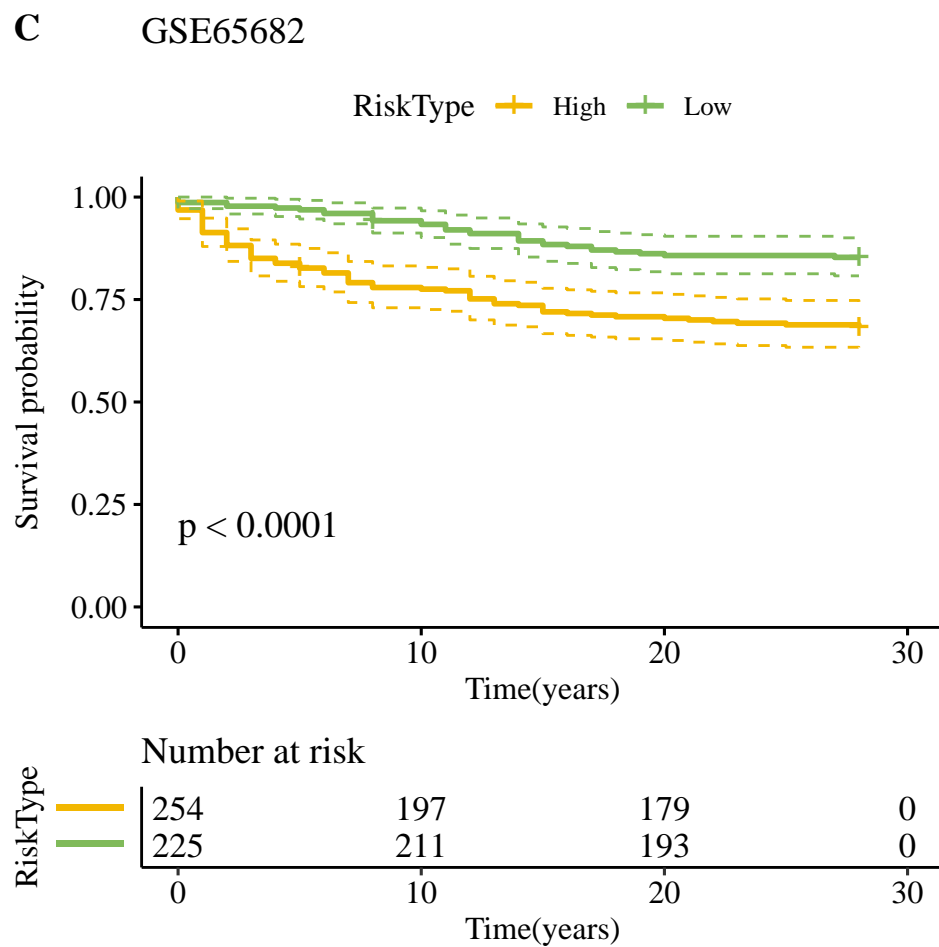 C GSE65682
RiskType High Low
Survival probability
1.00
0.75
0.50
0.25
0.00
p < 0.0001
0 10 20 30
Time(years)
Number at risk
RiskType
254 197 179 0
225 211 193 0
0 10 20 30
Time(years)